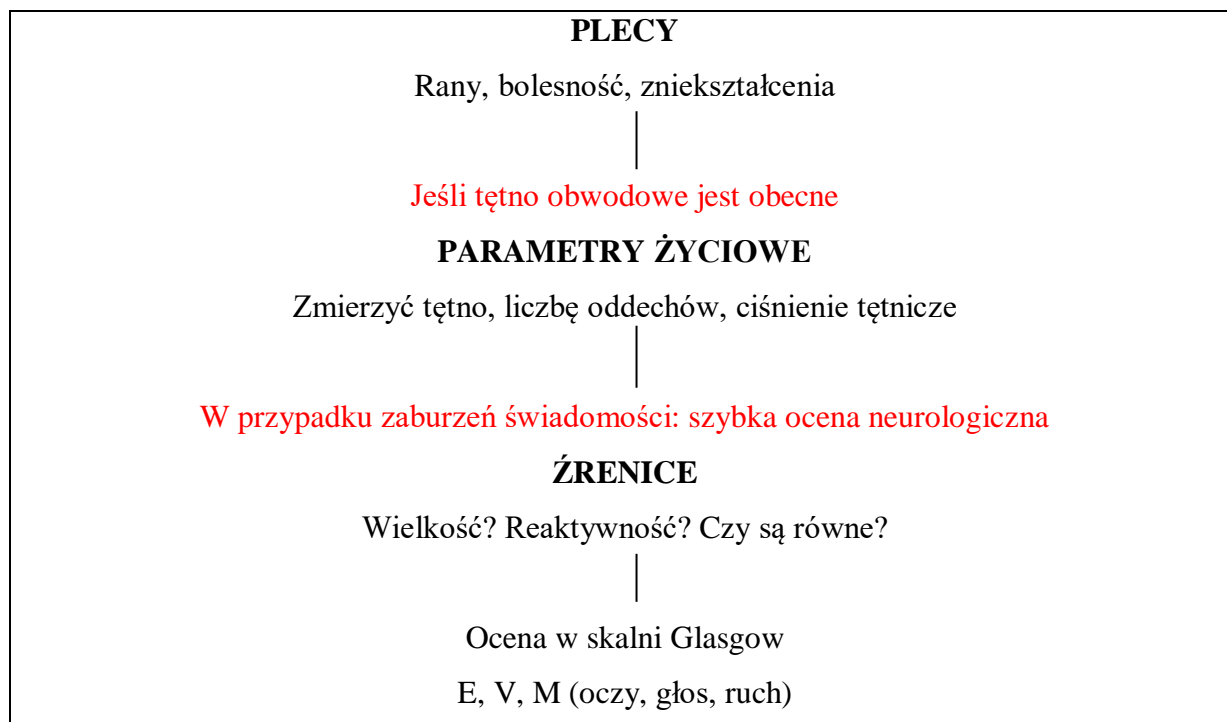 PLECY
Rany, bolesność, zniekształcenia
Jeśli tętno obwodowe jest obecne
PARAMETRY ŻYCIOWE
Zmierzyć tętno, liczbę oddechów, ciśnienie tętnicze
W przypadku zaburzeń świadomości: szybka ocena neurologiczna
ŹRENICE
Wielkość? Reaktywność? Czy są równe?
Ocena w skalni Glasgow
E, V, M (oczy, głos, ruch)